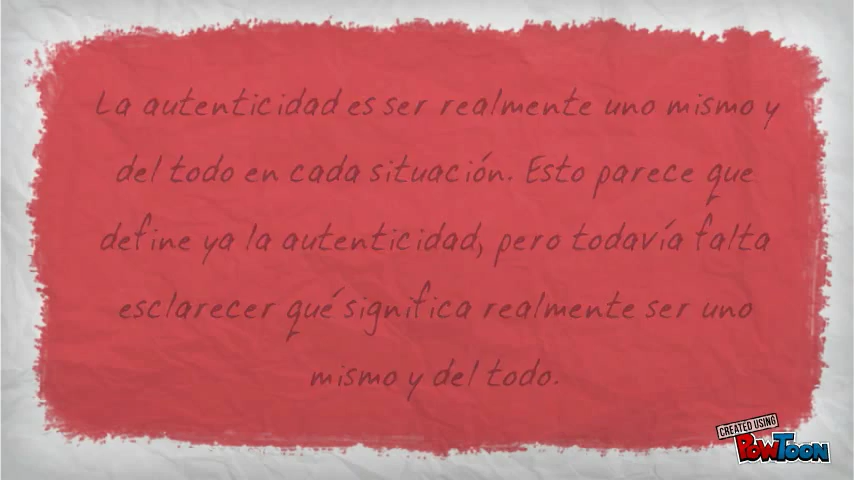 La autenticidad es ser realmente uno mismo y
del todo en cada situación. Esto parece que
define ya la autenticidad, pero todavía falta
esclarecer qué significa realmente ser uno
mismo y del todo.
CREATED USING
POWTOON